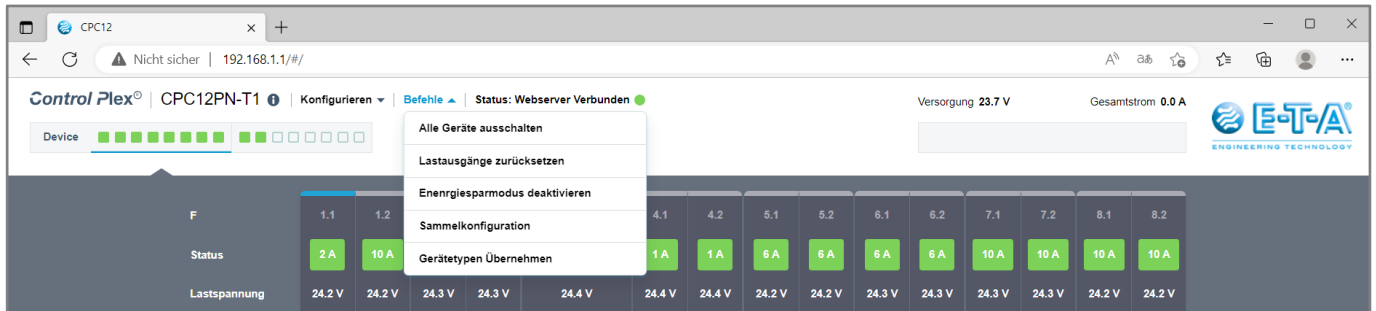 CPC12
Nicht sicher | 192.168.1.1/#/
Control Plex® | CPC12PN-T1 | Konfigurieren | Befehle | Status: Webserver Verbunden
Versorgung 23.7 V Gesamtstrom 0.0 A
E-T-A®
ENGINEERING TECHNOLOGY
Device
Alle Geräte ausschalten
Lastausgänge zurücksetzen
Enenrgiesparmodus deaktivieren
Sammelkonfiguration
Gerätetypen Übernehmen
F 1.1 1.2 4.1 4.2 5.1 5.2 6.1 6.2 7.1 7.2 8.1 8.2
Status 2 A 10 A 1 A 1 A 6 A 6 A 6 A 6 A 10 A 10 A 10 A 10 A
Lastspannung 24.2 V 24.2 V 24.3 V 24.3 V 24.4 V 24.4 V 24.4 V 24.2 V 24.2 V 24.3 V 24.3 V 24.3 V 24.3 V 24.2 V 24.2 V